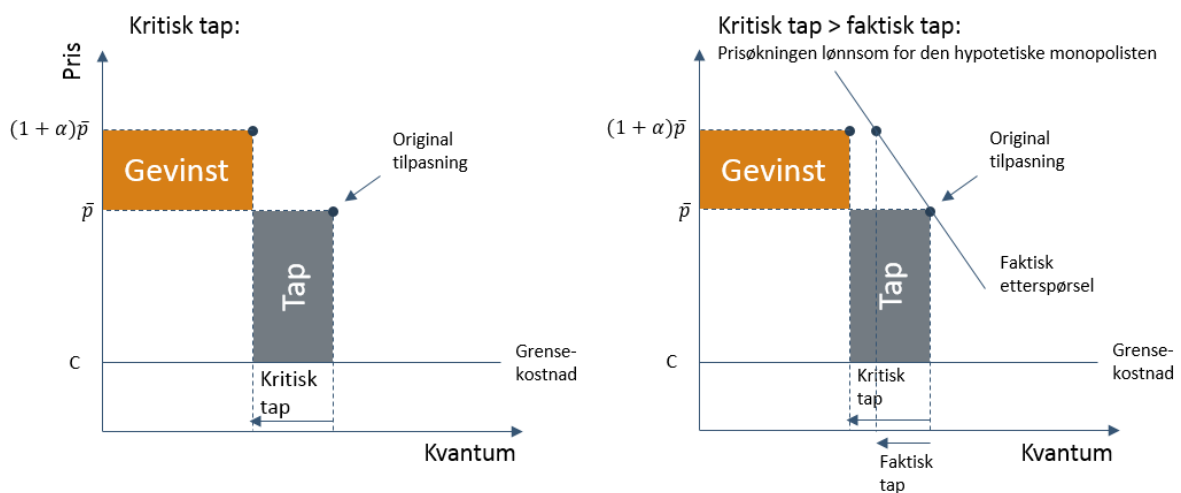 Kritisk tap:
Pris
(1 + α)p̄
Gevinst
Original
tilpasning
p̄
Tap
C
Grense-
kostnad
Kritisk
tap
Kvantum
Kritisk tap > faktisk tap:
Prisøkningen lønnsom for den hypotetiske monopolisten
(1 + α)p̄
Gevinst
Original
tilpasning
p̄
Tap
Faktisk
etterspørsel
C
Grense-
kostnad
Kritisk
tap
Kvantum
Faktisk
tap